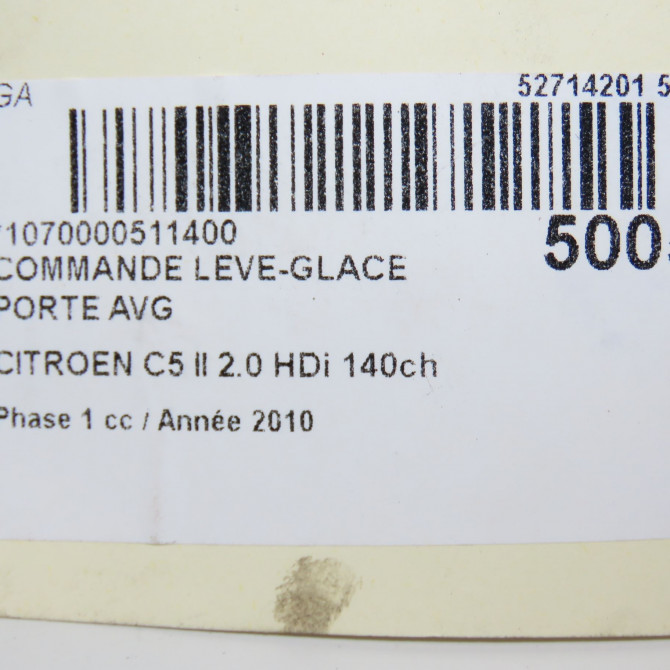 GA
52714201 5
1070000511400
500
COMMANDE LEVE-GLACE
PORTE AVG
CITROEN C5 II 2.0 HDi 140ch
Phase 1 cc / Année 2010